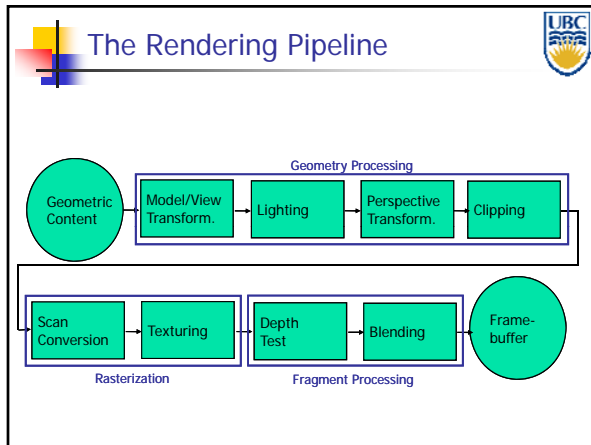 The Rendering Pipeline
UBC
Geometry Processing
Geometric
Content
Model/View
Transform.
Lighting
Perspective
Transform.
Clipping
Scan
Conversion
Texturing
Depth
Test
Blending
Frame-
buffer
Rasterization
Fragment Processing